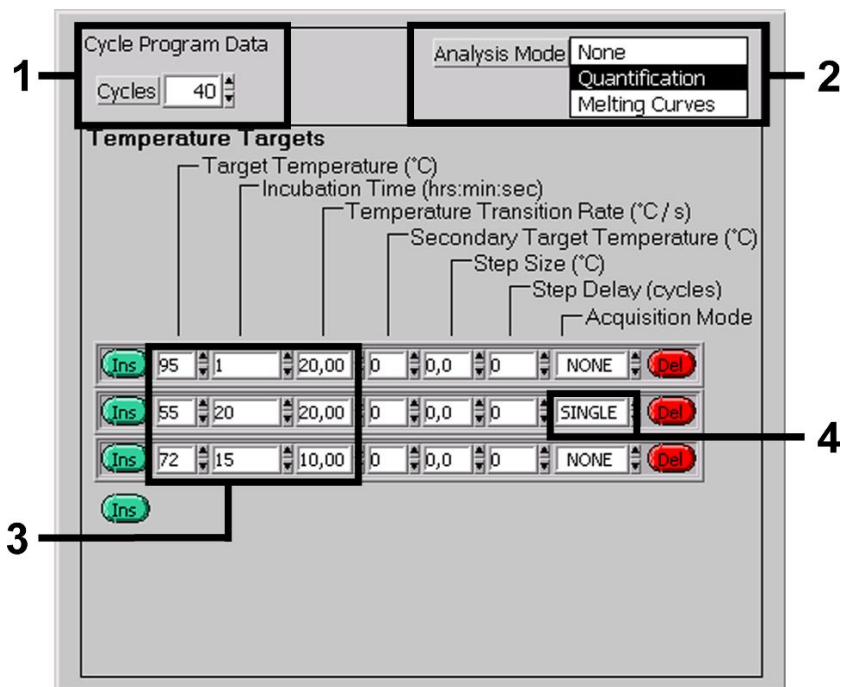 Cycle Program Data
1
Cycles 40
Analysis Mode None
Quantification
Melting Curves
2
Temperature Targets
Target Temperature (°C)
Incubation Time (hrs:min:sec)
Temperature Transition Rate (°C / s)
Secondary Target Temperature (°C)
Step Size (°C)
Step Delay (cycles)
Acquisition Mode
Ins 95 1 20,00 0 0,0 0 NONE Del
Ins 55 20 20,00 0 0,0 0 SINGLE Del
4
Ins 72 15 10,00 0 0,0 0 NONE Del
Ins
3